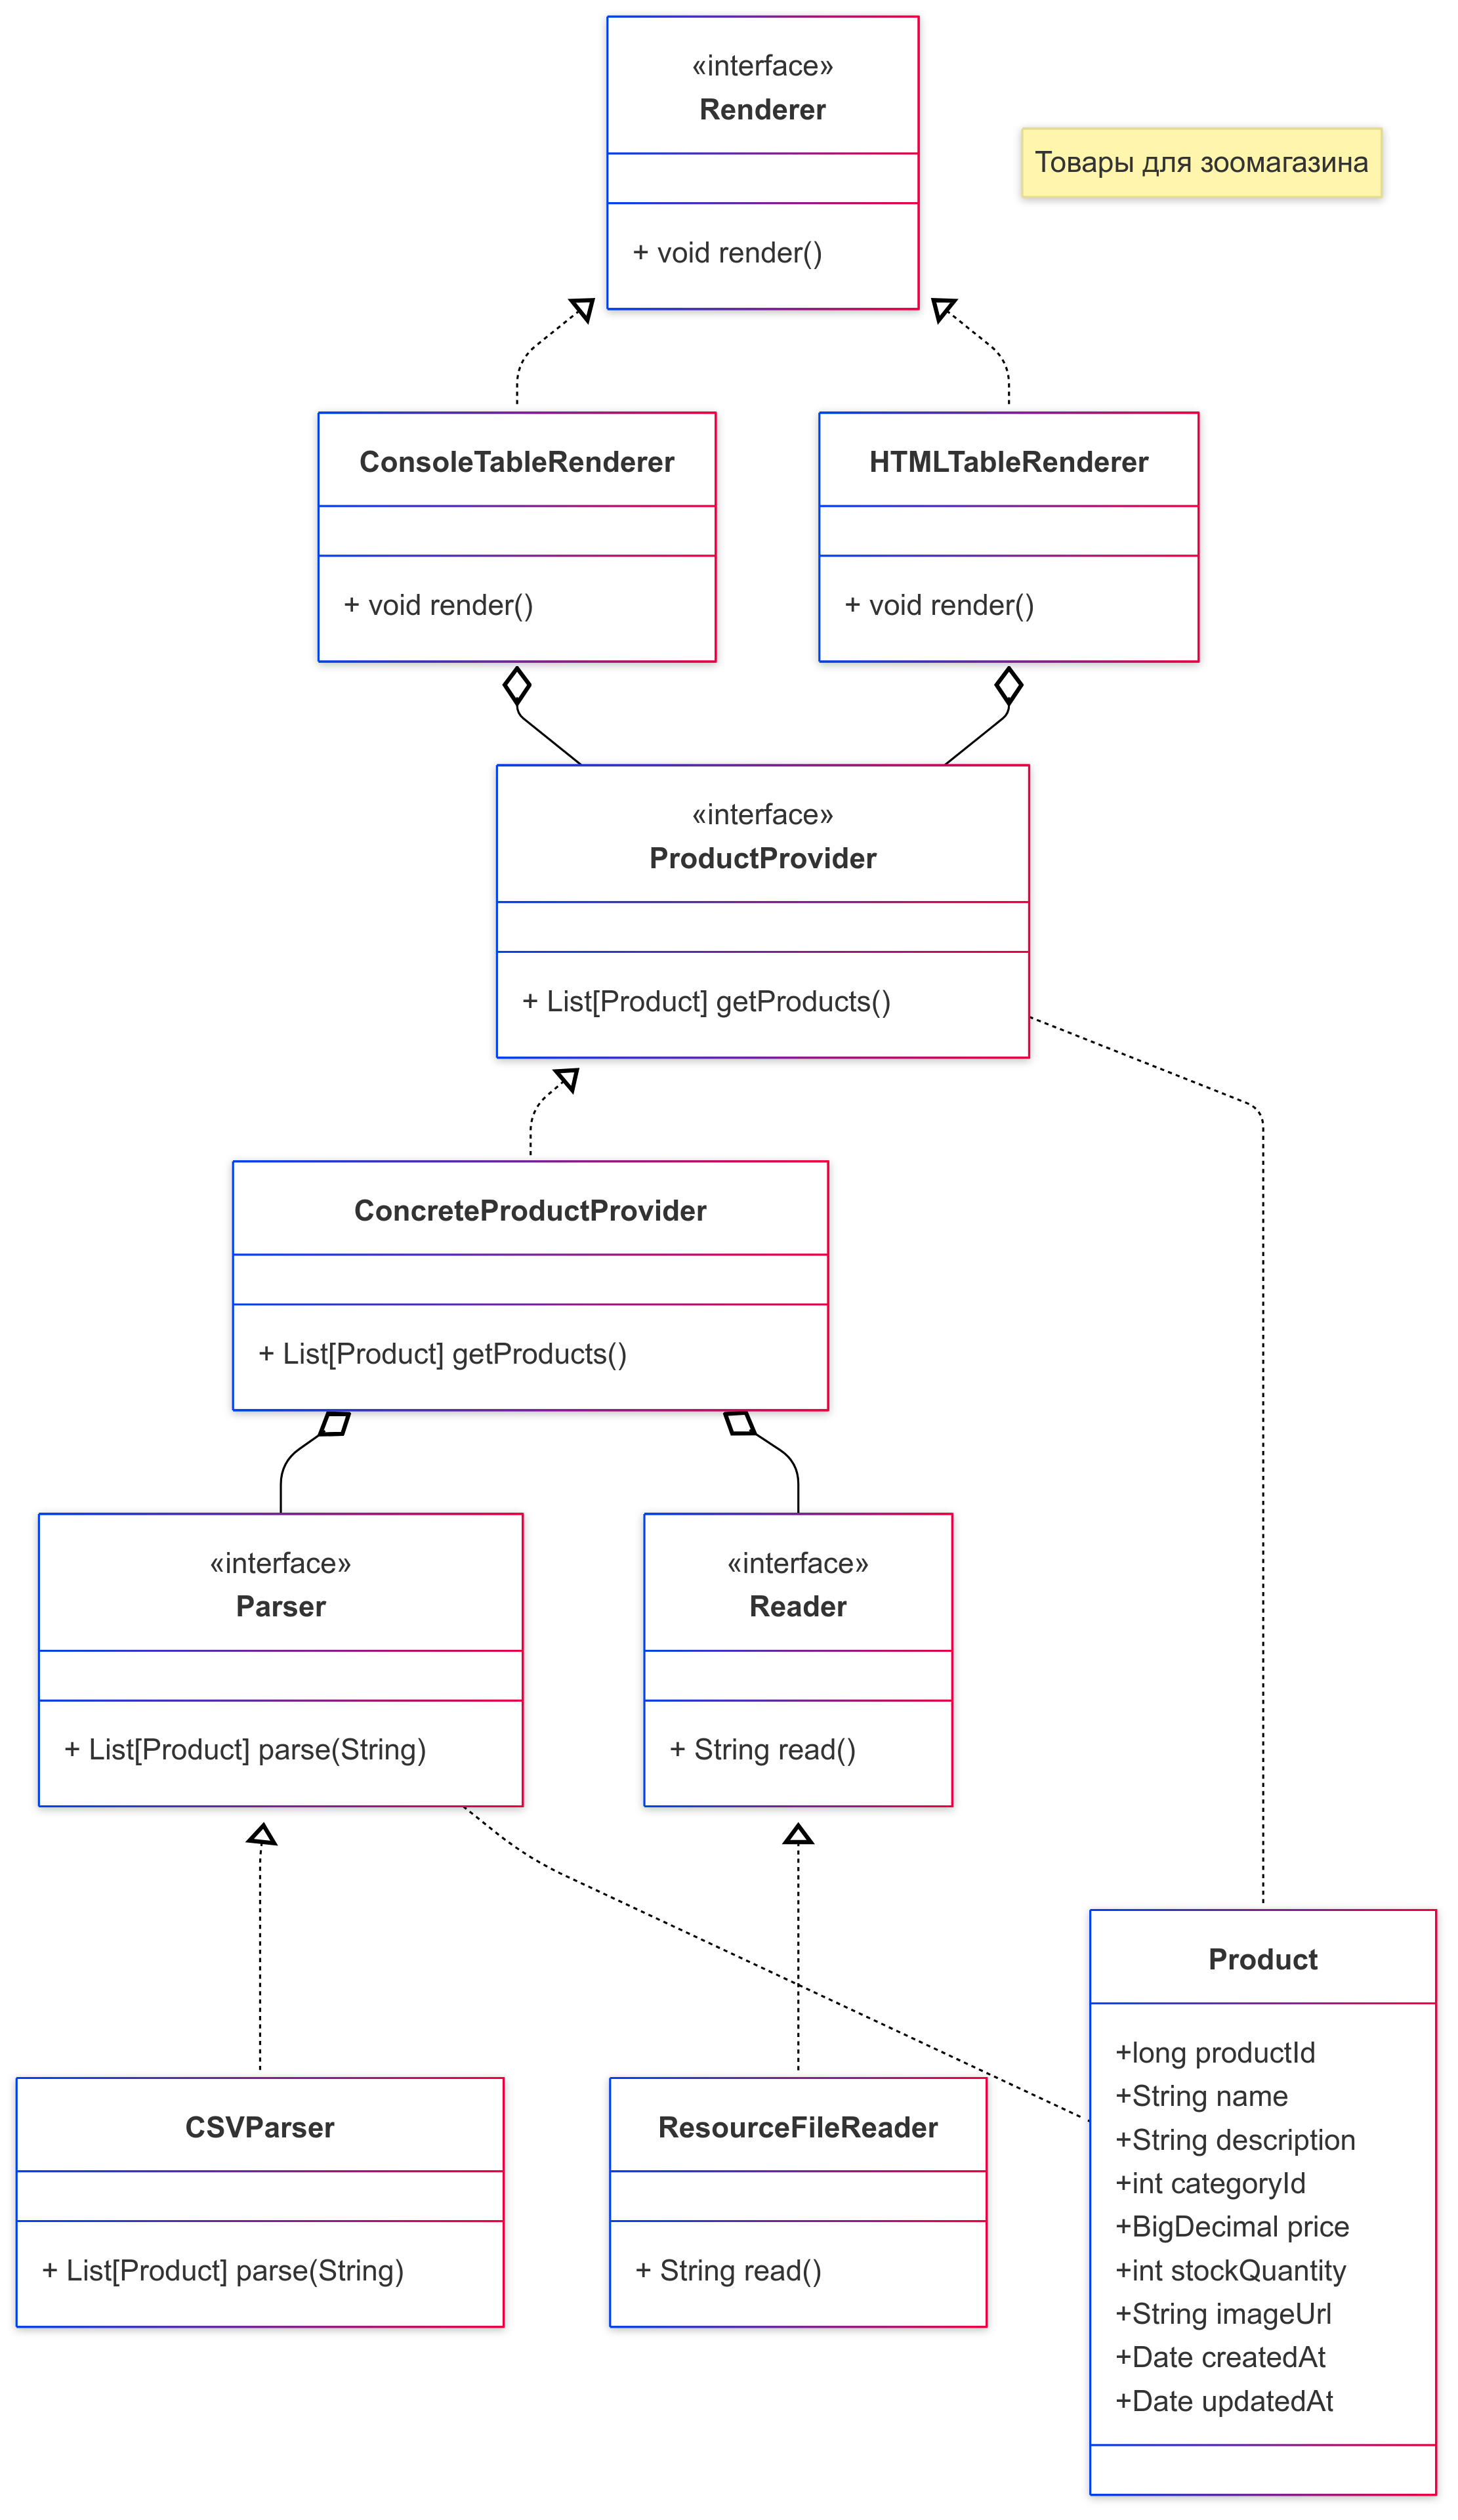 «interface»
Renderer
+ void render()
Товары для зоомагазина
ConsoleTableRenderer
+ void render()
HTMLTableRenderer
+ void render()
«interface»
ProductProvider
+ List[Product] getProducts()
ConcreteProductProvider
+ List[Product] getProducts()
«interface»
Parser
+ List[Product] parse(String)
«interface»
Reader
+ String read()
CSVParser
+ List[Product] parse(String)
ResourceFileReader
+ String read()
Product
+long productId
+String name
+String description
+int categoryId
+BigDecimal price
+int stockQuantity
+String imageUrl
+Date createdAt
+Date updatedAt